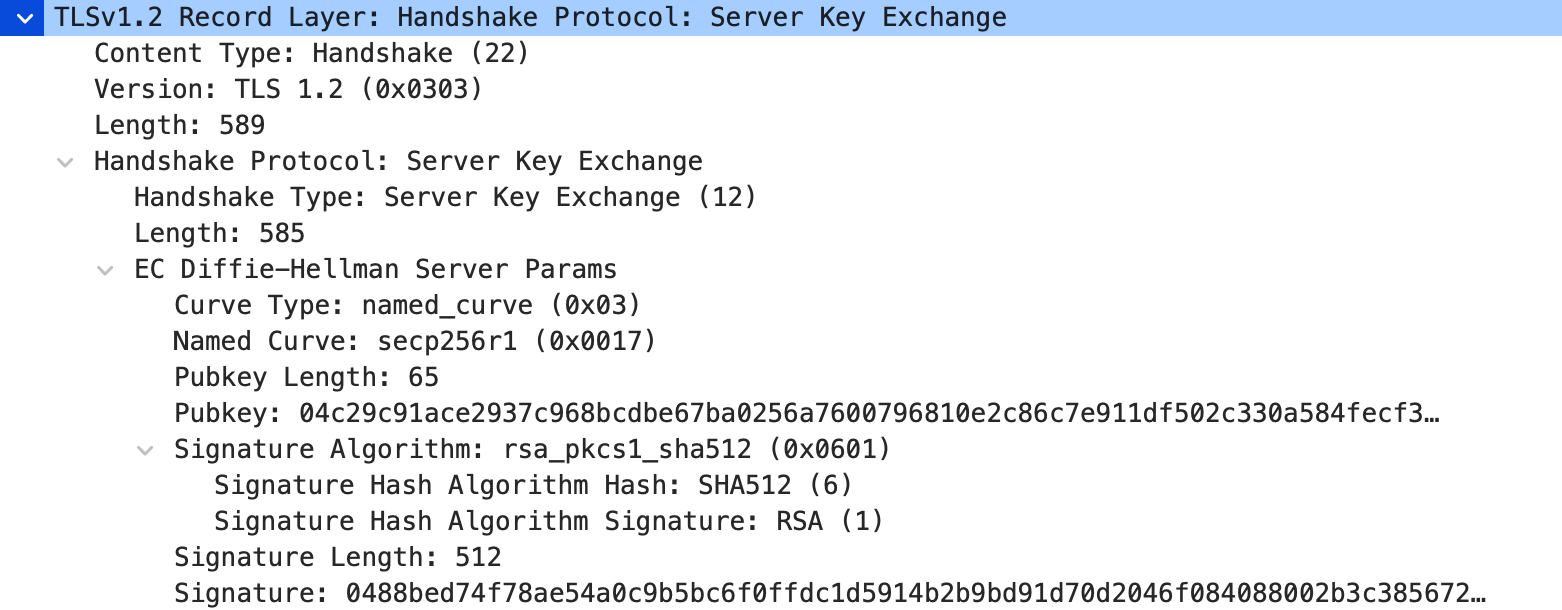 TLSv1.2 Record Layer: Handshake Protocol: Server Key Exchange
Content Type: Handshake (22)
Version: TLS 1.2 (0x0303)
Length: 589
Handshake Protocol: Server Key Exchange
Handshake Type: Server Key Exchange (12)
Length: 585
EC Diffie-Hellman Server Params
Curve Type: named_curve (0x03)
Named Curve: secp256r1 (0x0017)
Pubkey Length: 65
Pubkey: 04c29c91ace2937c968bcdbe67ba0256a7600796810e2c86c7e911df502c330a584fecf3…
Signature Algorithm: rsa_pkcs1_sha512 (0x0601)
Signature Hash Algorithm Hash: SHA512 (6)
Signature Hash Algorithm Signature: RSA (1)
Signature Length: 512
Signature: 0488bed74f78ae54a0c9b5bc6f0ffdc1d5914b2b9bd91d70d2046f084088002b3c385672…